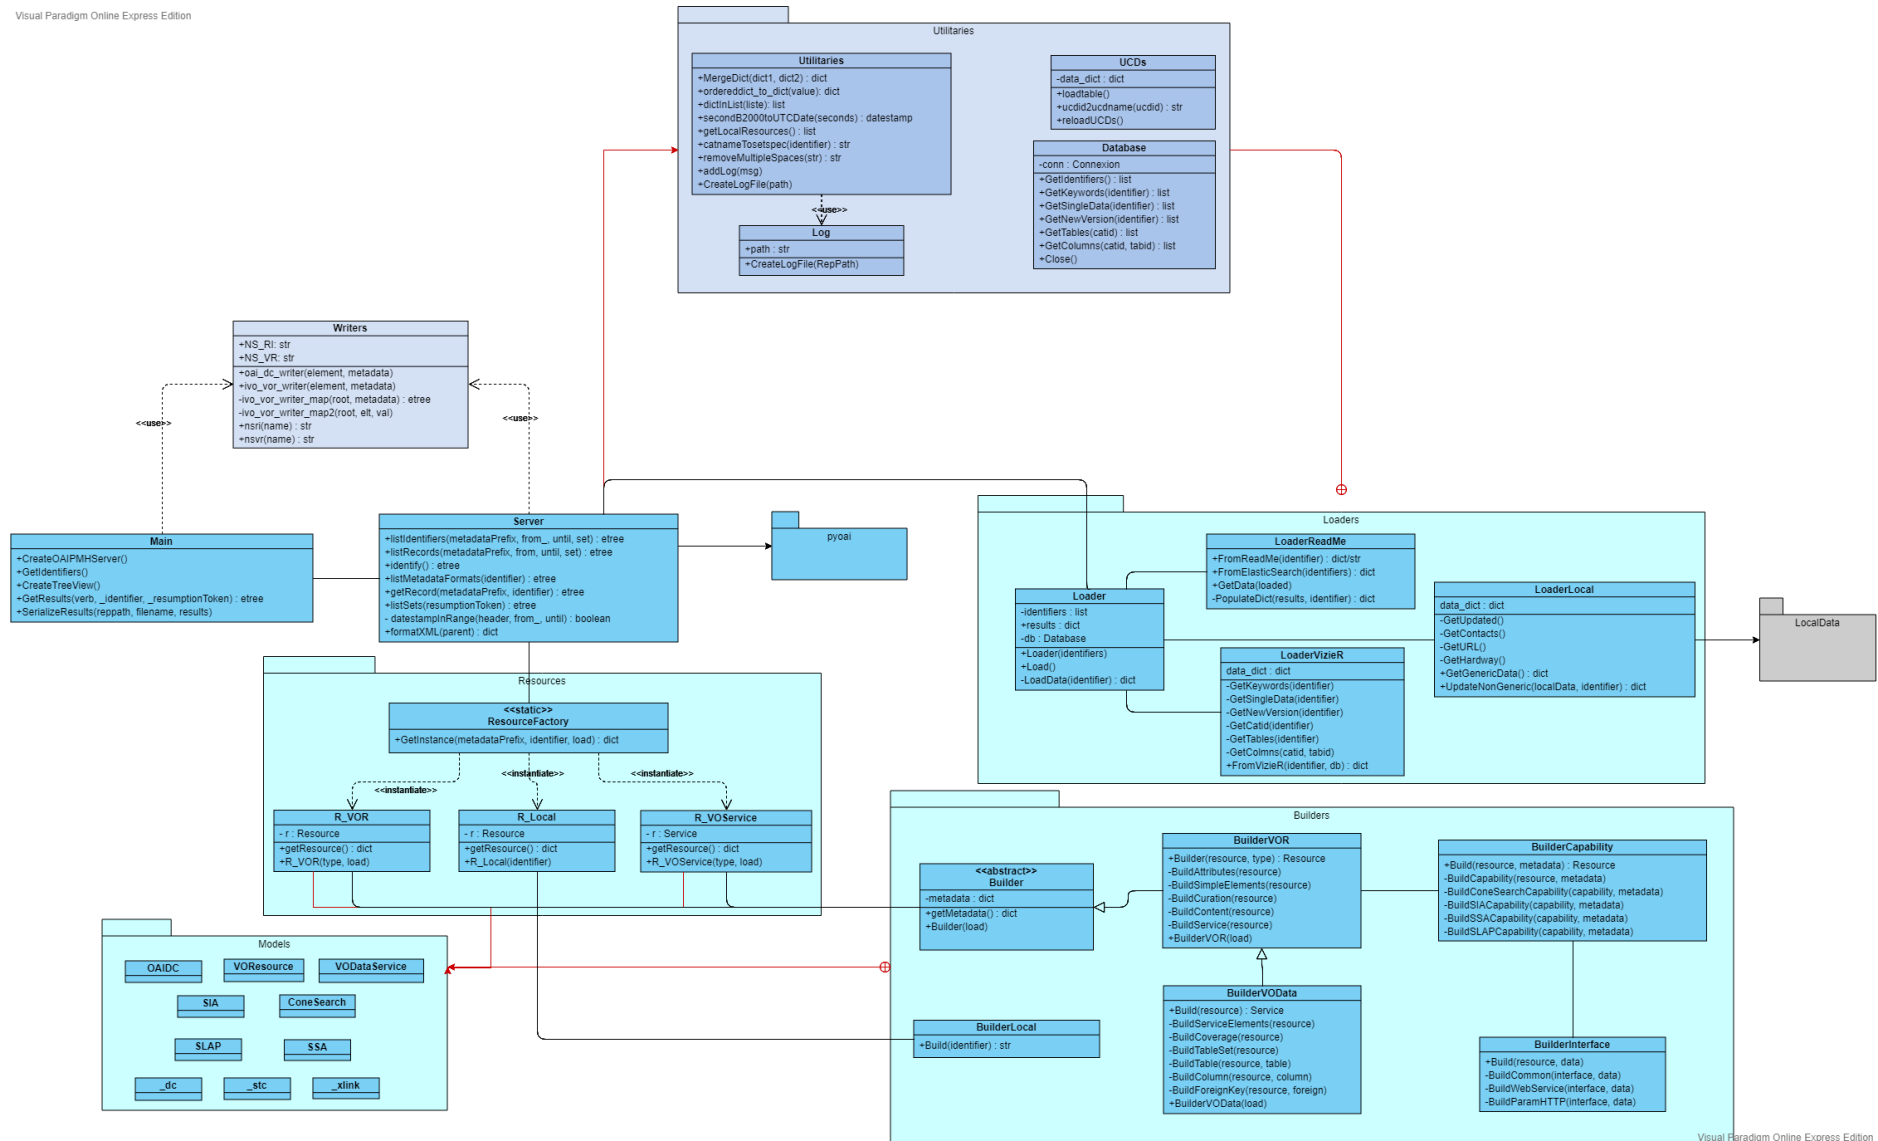 Visual Paradigm Online Express Edition
Utilitaries
Utilitaries
+MergeDict(dict1, dict2) : dict
+ordereddict_to_dict(value): dict
+dictInList(liste): list
+secondB2000toUTCDate(seconds) : datestamp
+getLocalResources() : list
+catnameTosetspec(identifier) : str
+removeMultipleSpaces(str) : str
+addLog(msg)
+CreateLogFile(path)
<<use>>
Log
+path : str
+CreateLogFile(RepPath)
UCDs
-data_dict : dict
+loadtable()
+ucdid2ucdname(ucdid) : str
+reloadUCDs()
Database
-conn : Connexion
+GetIdentifiers() : list
+GetKeywords(identifier) : list
+GetSingleData(identifier) : list
+GetNewVersion(identifier) : list
+GetTables(catid) : list
+GetColumns(catid, tabid) : list
+Close()
Writers
+NS_RI: str
+NS_VR: str
+oai_dc_writer(element, metadata)
+ivo_vor_writer(element, metadata)
-ivo_vor_writer_map(root, metadata) : etree
-ivo_vor_writer_map2(root, elt, val)
+nsri(name) : str
+nsvr(name) : str
<<use>>
<<use>>
Main
+CreateOAIPMHServer()
+GetIdentifiers()
+CreateTreeView()
+GetResults(verb, _identifier, _resumptionToken) : etree
+SerializeResults(reppath, filename, results)
Server
+listIdentifiers(metadataPrefix, from_, until, set) : etree
+listRecords(metadataPrefix, from, until, set) : etree
+identify() : etree
+listMetadataFormats(identifier) : etree
+getRecord(metadataPrefix, identifier) : etree
+listSets(resumptionToken) : etree
- datestampInRange(header, from_, until) : boolean
+formatXML(parent) : dict
pyoai
Loaders
LoaderReadMe
+FromReadMe(identifier) : dict/str
+FromElasticSearch(identifiers) : dict
+GetData(loaded)
-PopulateDict(results, identifier) : dict
Loader
-identifiers : list
+results : dict
-db : Database
+Loader(identifiers)
+Load()
-LoadData(identifier) : dict
LoaderLocal
data_dict : dict
-GetUpdated()
-GetContacts()
-GetURL()
-GetHardway()
+GetGenericData() : dict
+UpdateNonGeneric(localData, identifier) : dict
LocalData
LoaderVizieR
data_dict : dict
-GetKeywords(identifier)
-GetSingleData(identifier)
-GetNewVersion(identifier)
-GetCatid(identifier)
-GetTables(identifier)
-GetColmns(catid, tabid)
+FromVizieR(identifier, db) : dict
Resources
<<static>>
ResourceFactory
+GetInstance(metadataPrefix, identifier, load) : dict
<<instantiate>>
<<instantiate>>
<<instantiate>>
R_VOR
- r : Resource
+getResource() : dict
+R_VOR(type, load)
R_Local
- r : Resource
+getResource() : dict
+R_Local(identifier)
R_VOService
- r : Service
+getResource() : dict
+R_VOService(type, load)
Builders
<<abstract>>
Builder
-metadata : dict
+getMetadata() : dict
+Builder(load)
BuilderVOR
+Builder(resource, type) : Resource
-BuildAttributes(resource)
-BuildSimpleElements(resource)
-BuildCuration(resource)
-BuildContent(resource)
-BuildService(resource)
+BuilderVOR(load)
BuilderCapability
+Build(resource, metadata) : Resource
-BuildCapability(resource, metadata)
-BuildConeSearchCapability(capability, metadata)
-BuildSIACapability(capability, metadata)
-BuildSSACapability(capability, metadata)
-BuildSLAPCapability(capability, metadata)
Models
OAIDC
VOResource
VODataService
SIA
ConeSearch
SLAP
SSA
_dc
_stc
_xlink
BuilderLocal
+Build(identifier) : str
BuilderVOData
+Build(resource) : Service
-BuildServiceElements(resource)
-BuildCoverage(resource)
-BuildTableSet(resource)
-BuildTable(resource, table)
-BuildColumn(resource, column)
-BuildForeignKey(resource, foreign)
+BuilderVOData(load)
BuilderInterface
+Build(resource, data)
-BuildCommon(interface, data)
-BuildWebService(interface, data)
-BuildParamHTTP(interface, data)
Visual Paradigm Online Express Edition